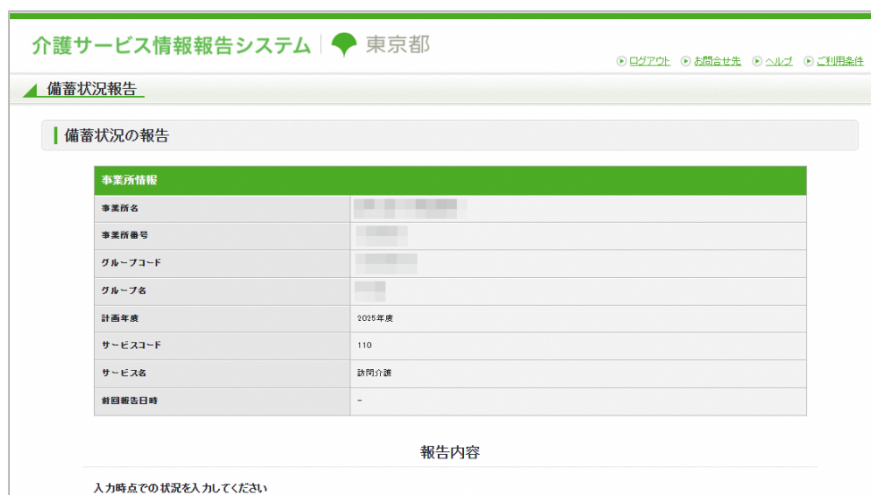 介護サービス情報報告システム 東京都
ログアウト お問合せ先 ヘルプ ご利用条件
備蓄状況報告
備蓄状況の報告
事業所情報
事業所名
事業所番号
グループコード
グループ名
計画年度 2025年度
サービスコード 110
サービス名 訪問介護
前回報告日時 -
報告内容
入力時点での状況を入力してください